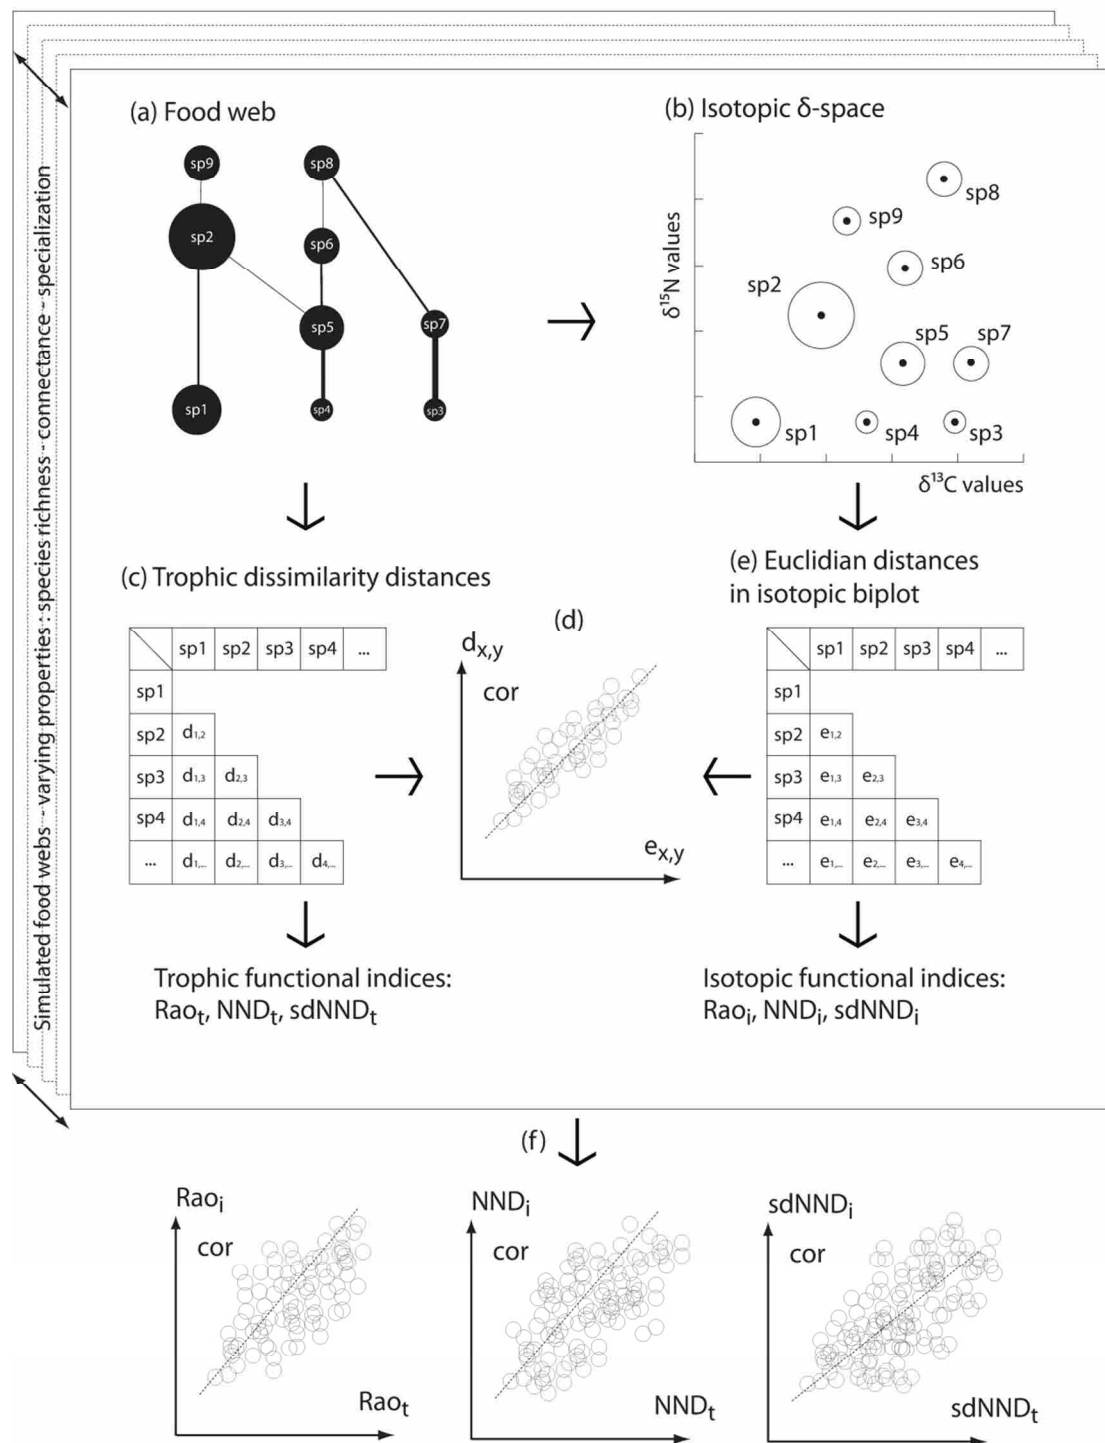 Simulated food webs - varying properties : species richness - connectance - specialization
(a) Food web
sp9
sp8
sp2
sp6
sp5
sp7
sp1
sp4
sp3
(b) Isotopic δ-space
δ¹⁵N values
sp8
sp9
sp6
sp2
sp5
sp7
sp1
sp4
sp3
δ¹³C values
(c) Trophic dissimilarity distances
sp1 sp2 sp3 sp4 ...
sp1
sp2 d1,2
sp3 d1,3 d2,3
sp4 d1,4 d2,4 d3,4
... d1,... d2,... d3,... d4,...
(d)
dx,y
cor
ex,y
(e) Euclidian distances
in isotopic biplot
sp1 sp2 sp3 sp4 ...
sp1
sp2 e1,2
sp3 e1,3 e2,3
sp4 e1,4 e2,4 e3,4
... e1,... e2,... e3,... e4,...
Trophic functional indices:
Raot, NNDt, sdNNDt
Isotopic functional indices:
Raoi, NNDi, sdNNDi
(f)
Raoi
cor
Raot
NNDi
cor
NNDt
sdNNDi
cor
sdNNDt